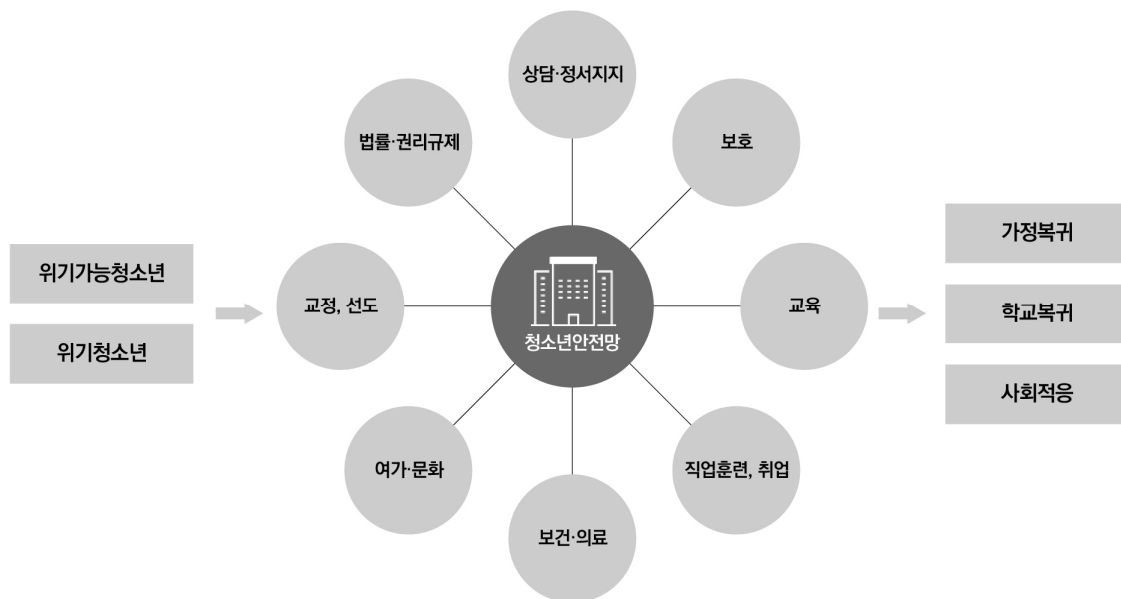 위기가능청소년
위기청소년
상담·정서지지
보호
교육
직업훈련, 취업
보건·의료
여가·문화
교정, 선도
법률·권리규제
청소년안전망
가정복귀
학교복귀
사회적응